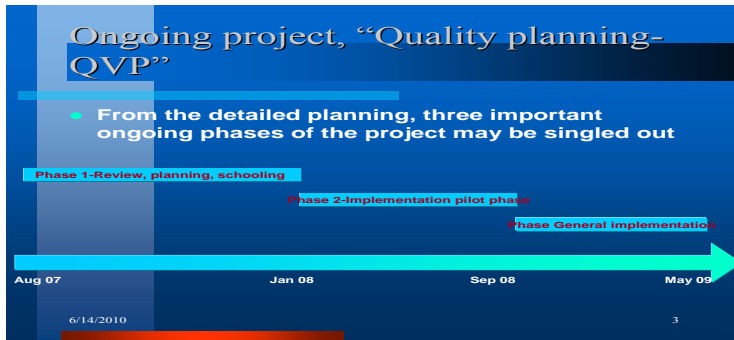 Ongoing project, “Quality planning-
QVP”
From the detailed planning, three important
ongoing phases of the project may be singled out
Phase 1-Review, planning, schooling
Phase 2-Implementation pilot phase
Phase General implementation
Aug 07 Jan 08 Sep 08 May 09
6/14/2010 3